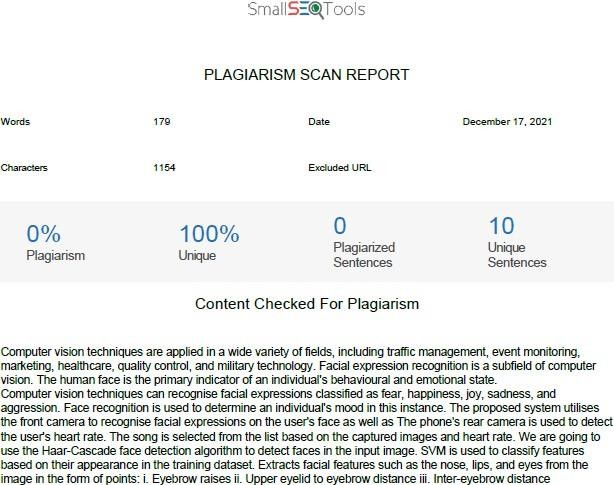 SmallSEOTools
PLAGIARISM SCAN REPORT
Words 179 Date December 17, 2021
Characters 1154 Excluded URL
0% 100% 0 10
Plagiarism Unique Plagiarized Sentences Unique Sentences
Content Checked For Plagiarism
Computer vision techniques are applied in a wide variety of fields, including traffic management, event monitoring,
marketing, healthcare, quality control, and military technology. Facial expression recognition is a subfield of computer
vision. The human face is the primary indicator of an individual's behavioural and emotional state.
Computer vision techniques can recognise facial expressions classified as fear, happiness, joy, sadness, and
aggression. Face recognition is used to determine an individual's mood in this instance. The proposed system utilises
the front camera to recognise facial expressions on the user's face as well as The phone's rear camera is used to detect
the user's heart rate. The song is selected from the list based on the captured images and heart rate. We are going to
use the Haar-Cascade face detection algorithm to detect faces in the input image. SVM is used to classify features
based on their appearance in the training dataset. Extracts facial features such as the nose, lips, and eyes from the
image in the form of points: i. Eyebrow raises ii. Upper eyelid to eyebrow distance iii. Inter-eyebrow distance